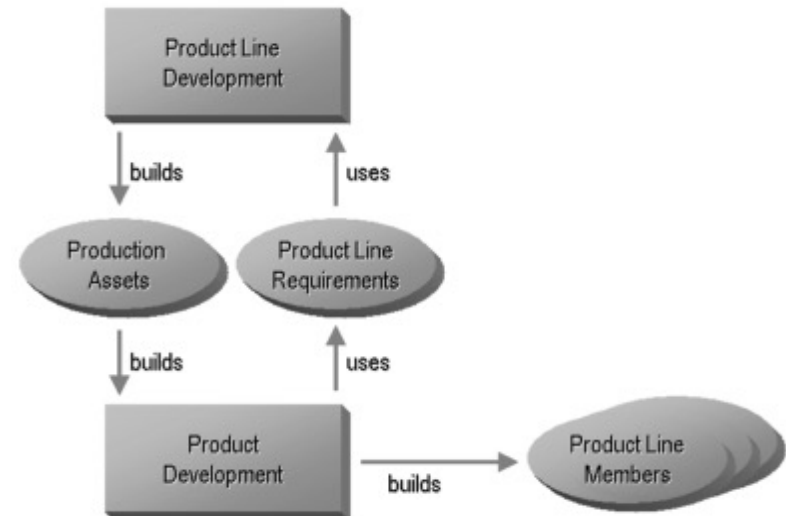 Product Line
Development
builds
uses
Production
Assets
Product Line
Requirements
builds
uses
Product
Development
builds
Product Line
Members